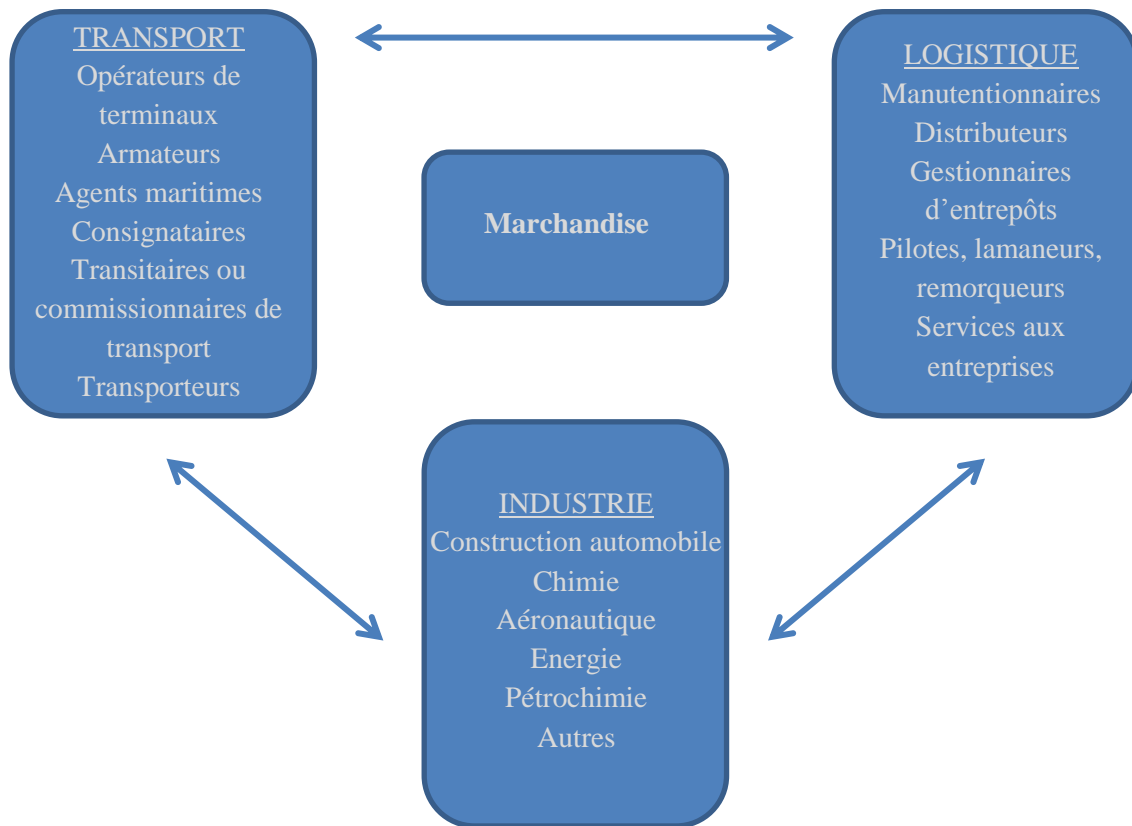 TRANSPORT
Opérateurs de
terminaux
Armateurs
Agents maritimes
Consignataires
Transitaires ou
commissionnaires de
transport
Transporteurs
Marchandise
LOGISTIQUE
Manutentionnaires
Distributeurs
Gestionnaires
d’entrepôts
Pilotes, lamaneurs,
remorqueurs
Services aux
entreprises
INDUSTRIE
Construction automobile
Chimie
Aéronautique
Energie
Pétrochimie
Autres